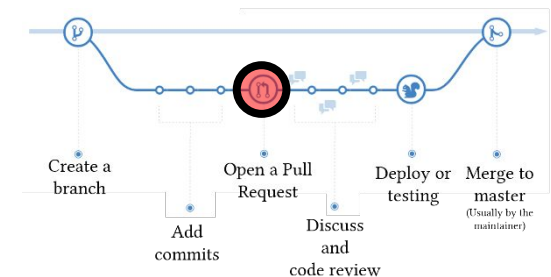 Create a
branch
Add
commits
Open a Pull
Request
Discuss
and
code review
Deploy or
testing
Merge to
master
(Usually by the
maintainer)